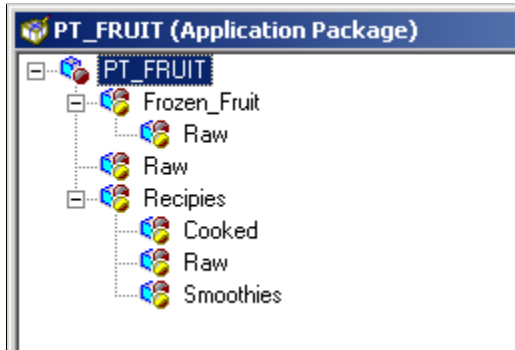 PT_FRUIT (Application Package)
PT_FRUIT
Frozen_Fruit
Raw
Raw
Recipies
Cooked
Raw
Smoothies